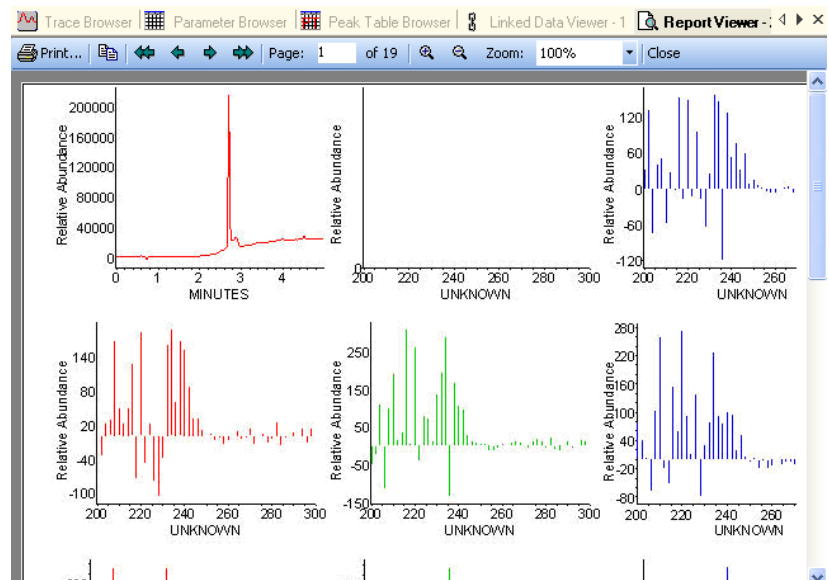 Trace Browser Parameter Browser Peak Table Browser Linked Data Viewer - 1 Report Viewer -
Print... Page: 1 of 19 Zoom: 100% Close
200000
160000
120000
80000
40000
0
Relative Abundance
0 1 2 3 4
MINUTES
Relative Abundance
0
200 220 240 260 280 300
UNKNOWN
120
60
0
-60
-120
Relative Abundance
200 220 240 260
UNKNOWN
140
80
20
-40
-100
Relative Abundance
200 220 240 260 280 300
UNKNOWN
250
150
50
-50
-150
Relative Abundance
200 220 240 260 280 300
UNKNOWN
280
220
160
100
40
-20
-80
Relative Abundance
200 220 240 260
UNKNOWN